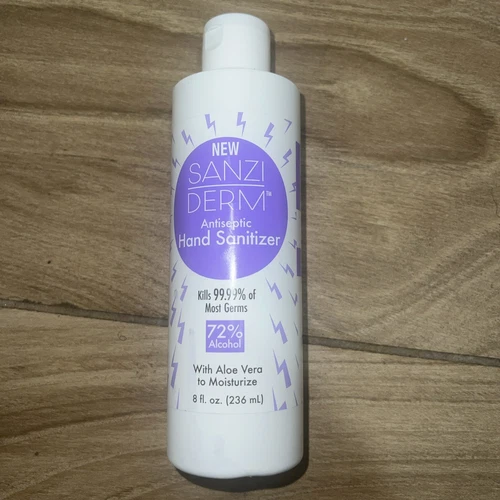 NEW
SANZI
DERM™
Antiseptic
Hand Sanitizer
Kills 99.99% of
Most Germs
72%
Alcohol
With Aloe Vera
to Moisturize
8 fl. oz. (236 mL)